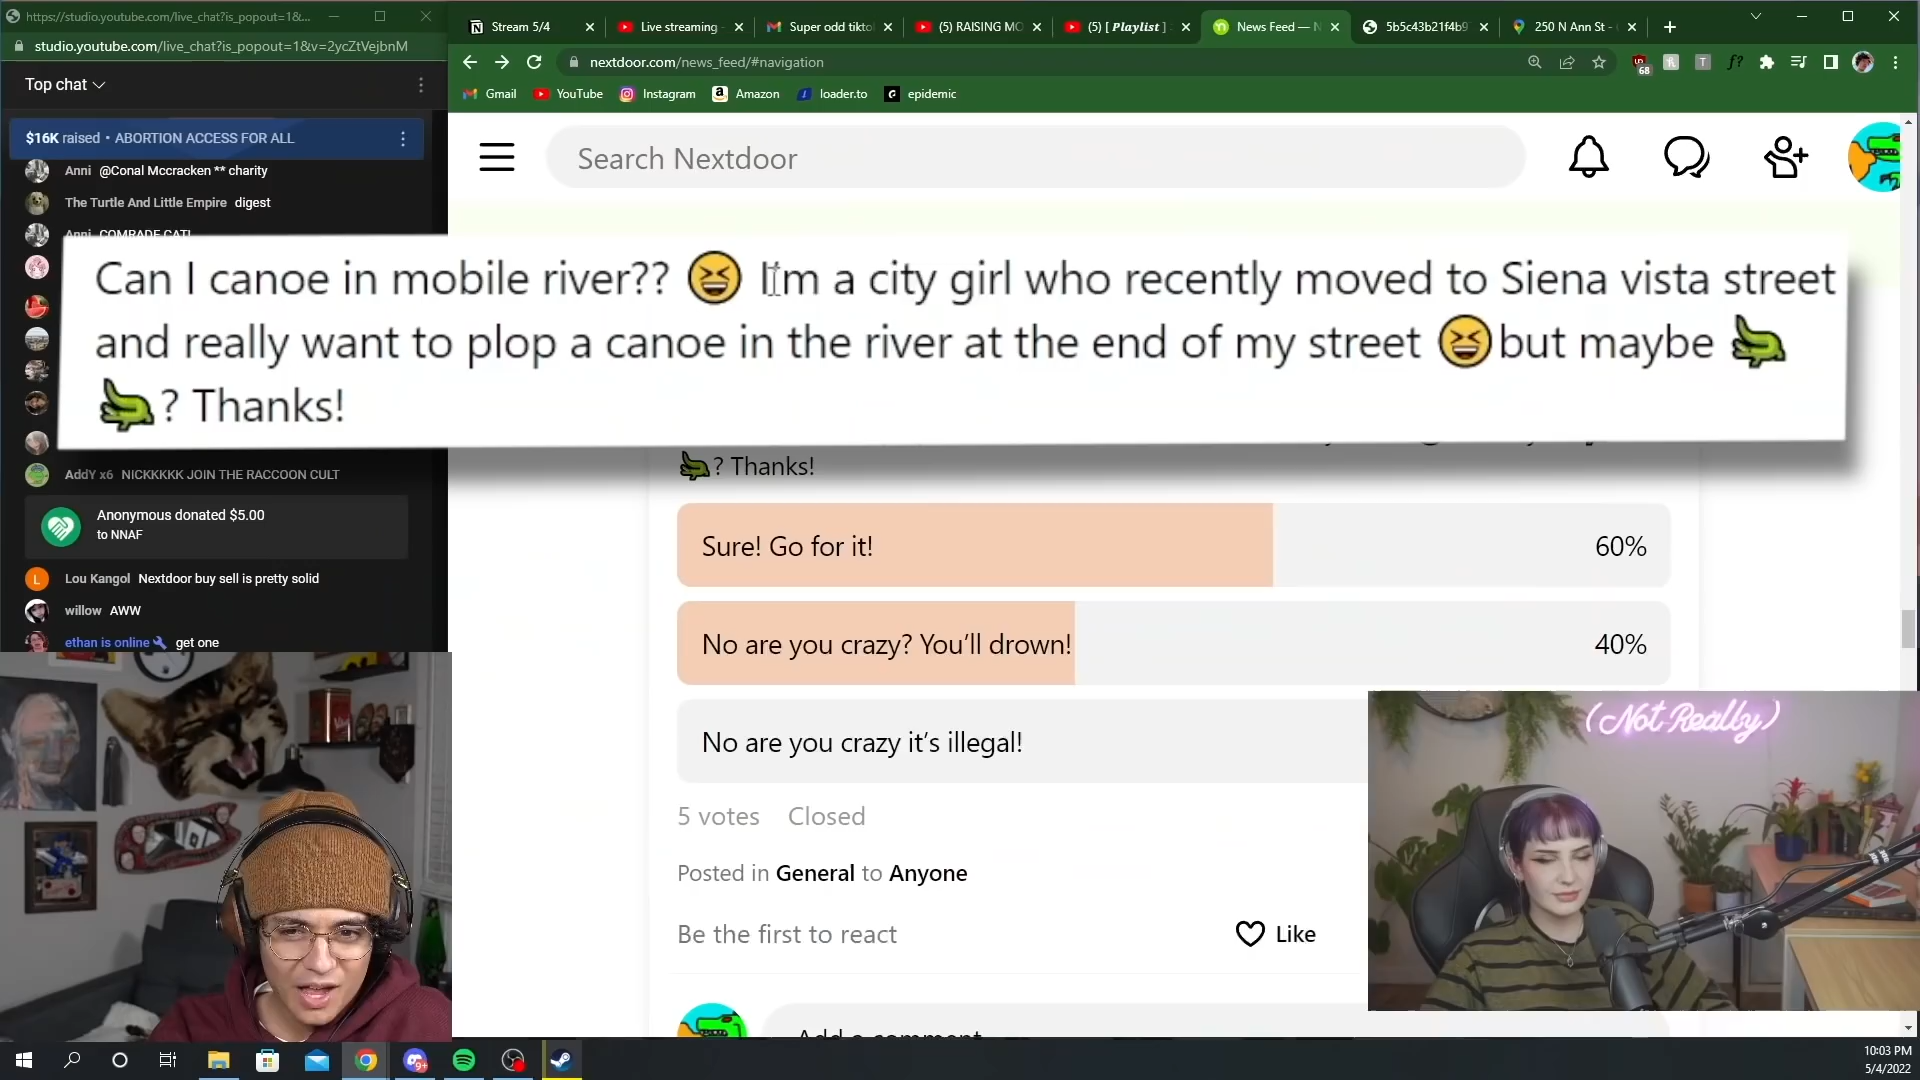 https://studio.youtube.com/live_chat?is_popout=1&...
studio.youtube.com/live_chat?is_popout=1&v=2ycZtVejbnM
Top chat
$16K raised • ABORTION ACCESS FOR ALL
Anni @Conal Mccracken ** charity
The Turtle And Little Empire digest
Anni COMRADE CAT!
AddY x6 NICKKKKK JOIN THE RACCOON CULT
Anonymous donated $5.00
to NNAF
L Lou Kangol Nextdoor buy sell is pretty solid
willow AWW
ethan is online get one
Stream 5/4
Live streaming
Super odd tiktok
(5) RAISING MO
(5) [ Playlist ]
News Feed — N
5b5c43b21f4b9
250 N Ann St -
nextdoor.com/news_feed/#navigation
68
Gmail YouTube Instagram Amazon loader.to epidemic
Search Nextdoor
Can I canoe in mobile river?? 😆 I'm a city girl who recently moved to Siena vista street
and really want to plop a canoe in the river at the end of my street 😆but maybe 🐊
🐊? Thanks!
🐊? Thanks!
Sure! Go for it! 60%
No are you crazy? You'll drown! 40%
No are you crazy it's illegal!
5 votes Closed
Posted in General to Anyone
Be the first to react
Like
Add a comment
(Not Really)
9+
10:03 PM
5/4/2022